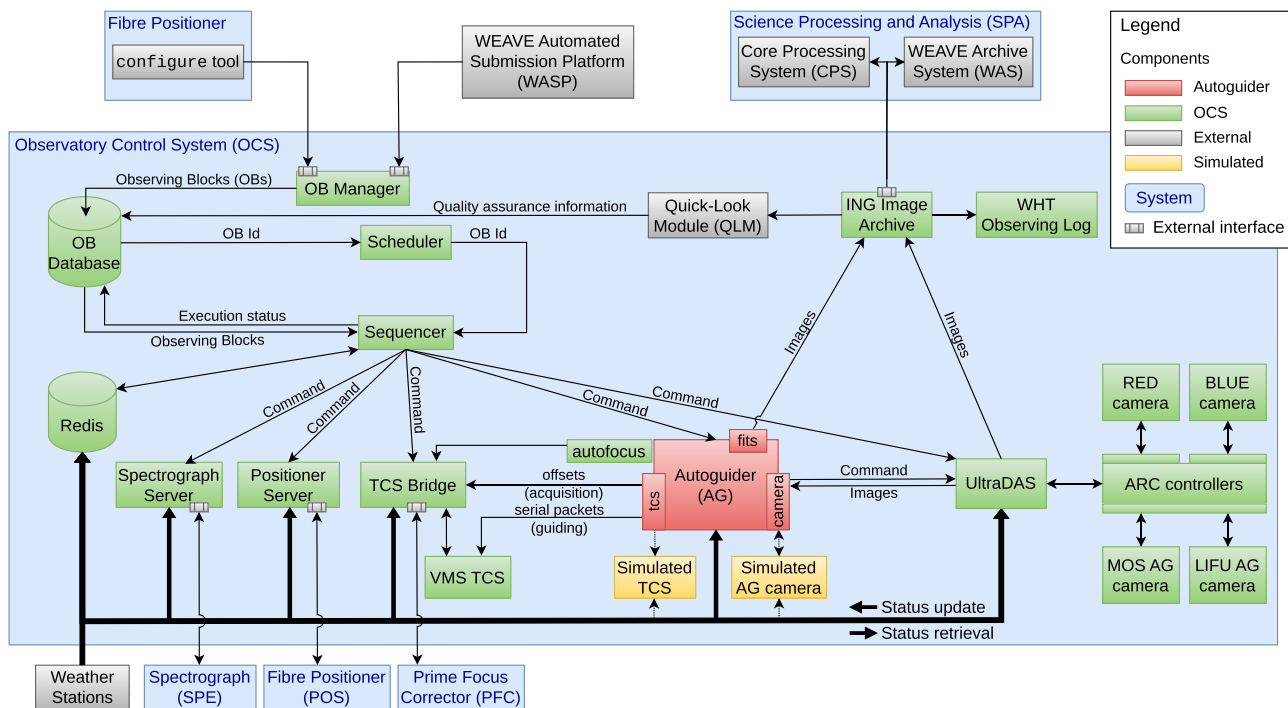 Fibre Positioner
configure tool
WEAVE Automated
Submission Platform
(WASP)
Science Processing and Analysis (SPA)
Core Processing
System (CPS)
WEAVE Archive
System (WAS)
Legend
Components
Autoguider
OCS
External
Simulated
System
External interface
Observatory Control System (OCS)
Observing Blocks (OBs)
OB Manager
Quality assurance information
Quick-Look
Module (QLM)
ING Image
Archive
WHT
Observing Log
OB
Database
OB Id
Scheduler
OB Id
Execution status
Observing Blocks
Sequencer
Images
Images
Redis
Command
Command
Command
Command
Command
RED
camera
BLUE
camera
Spectrograph
Server
Positioner
Server
TCS Bridge
autofocus
fits
Autoguider
(AG)
tcs
camera
offsets
(acquisition)
serial packets
(guiding)
Command
Images
UltraDAS
ARC controllers
VMS TCS
Simulated
TCS
Simulated
AG camera
MOS AG
camera
LIFU AG
camera
Status update
Status retrieval
Weather
Stations
Spectrograph
(SPE)
Fibre Positioner
(POS)
Prime Focus
Corrector (PFC)